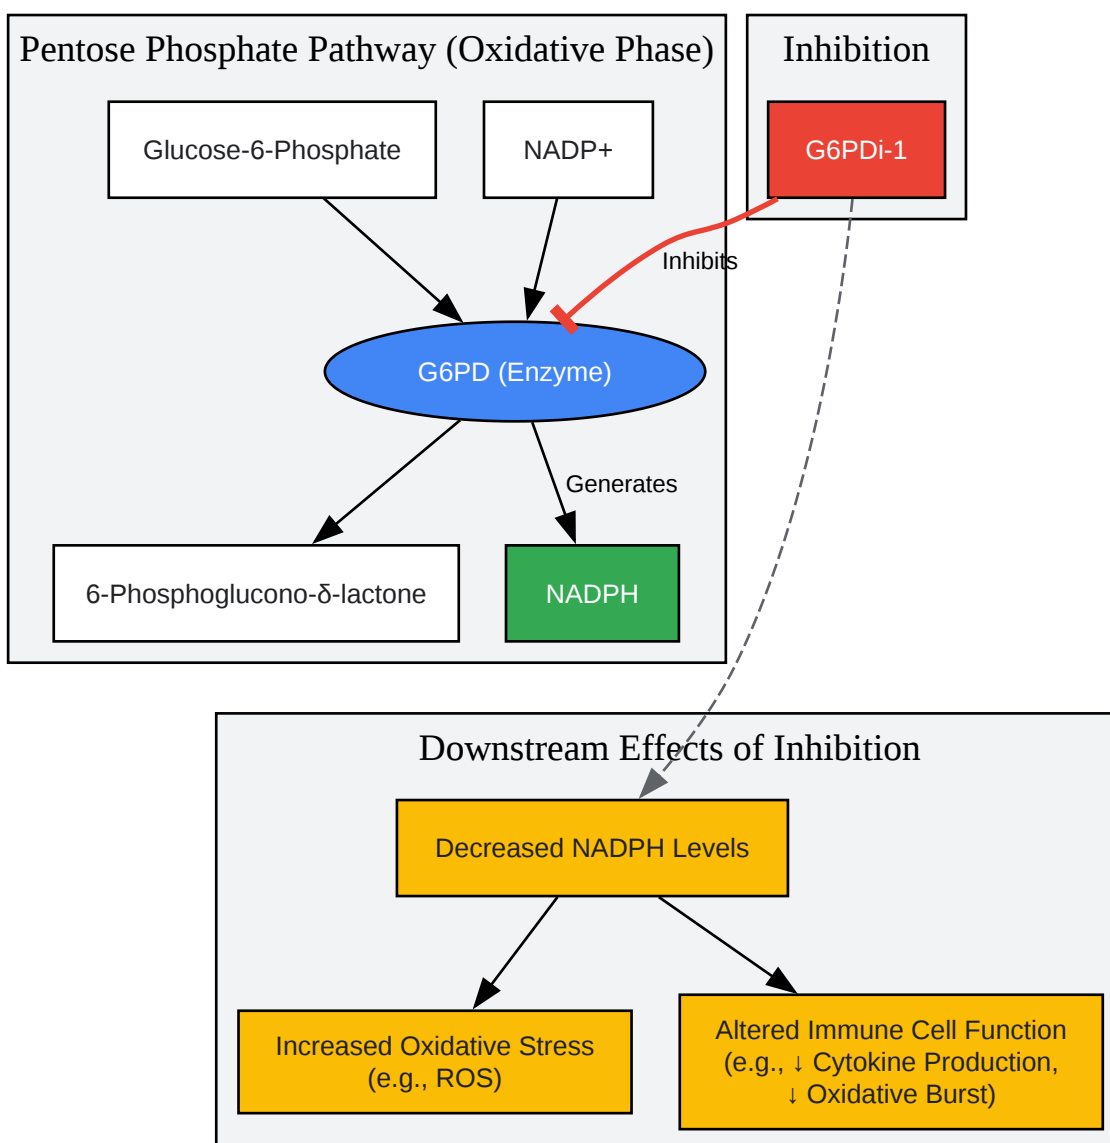 Pentose Phosphate Pathway (Oxidative Phase)
Inhibition
Glucose-6-Phosphate
NADP+
G6PDi-1
Inhibits
G6PD (Enzyme)
Generates
6-Phosphoglucono-δ-lactone
NADPH
Downstream Effects of Inhibition
Decreased NADPH Levels
Increased Oxidative Stress
(e.g., ROS)
Altered Immune Cell Function
(e.g., ↓ Cytokine Production,
↓ Oxidative Burst)